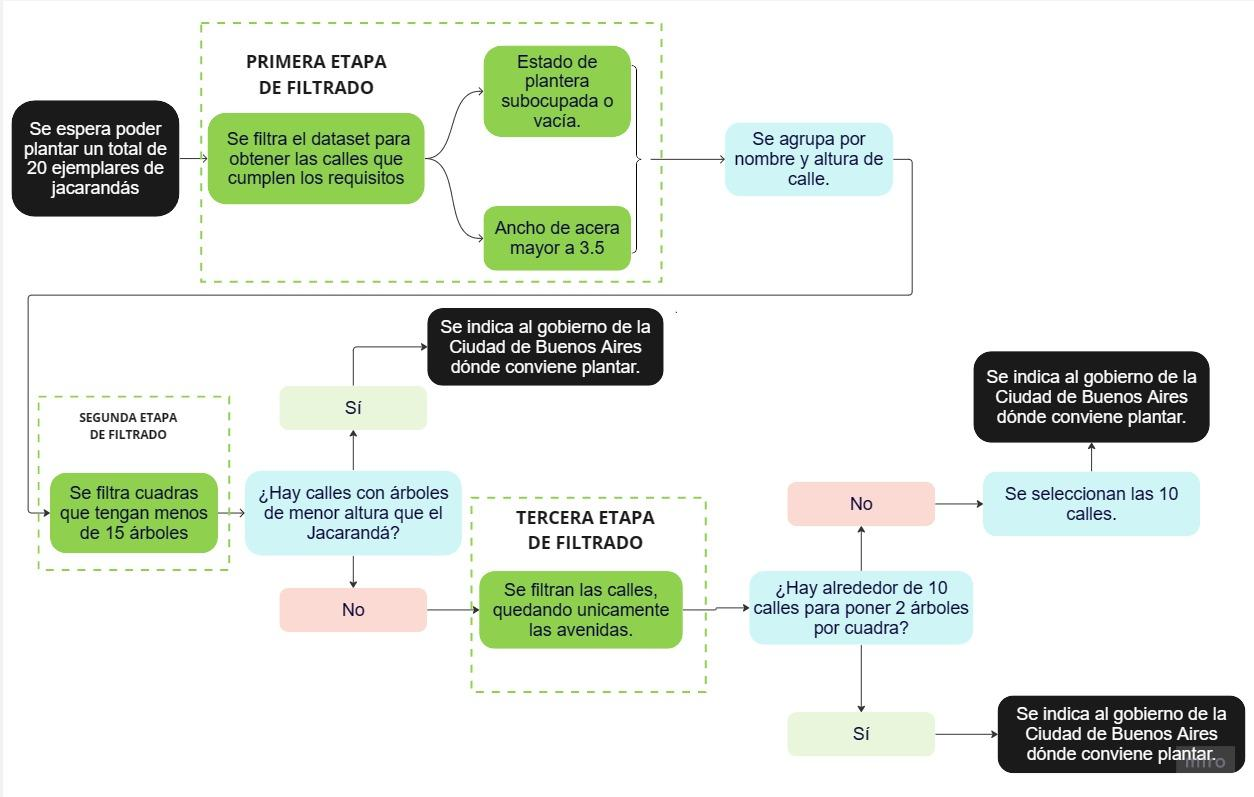 PRIMERA ETAPA
DE FILTRADO
Se espera poder
plantar un total de
20 ejemplares de
jacarandás
Se filtra el dataset para
obtener las calles que
cumplen los requisitos
Estado de
plantera
subocupada o
vacía.
Ancho de acera
mayor a 3.5
Se agrupa por
nombre y altura de
calle.
SEGUNDA ETAPA
DE FILTRADO
Se filtra cuadras
que tengan menos
de 15 árboles
¿Hay calles con árboles
de menor altura que el
Jacarandá?
Sí
Se indica al gobierno de la
Ciudad de Buenos Aires
dónde conviene plantar.
No
TERCERA ETAPA
DE FILTRADO
Se filtran las calles,
quedando unicamente
las avenidas.
¿Hay alrededor de 10
calles para poner 2 árboles
por cuadra?
No
Se seleccionan las 10
calles.
Se indica al gobierno de la
Ciudad de Buenos Aires
dónde conviene plantar.
Sí
Se indica al gobierno de la
Ciudad de Buenos Aires
dónde conviene plantar.
miro